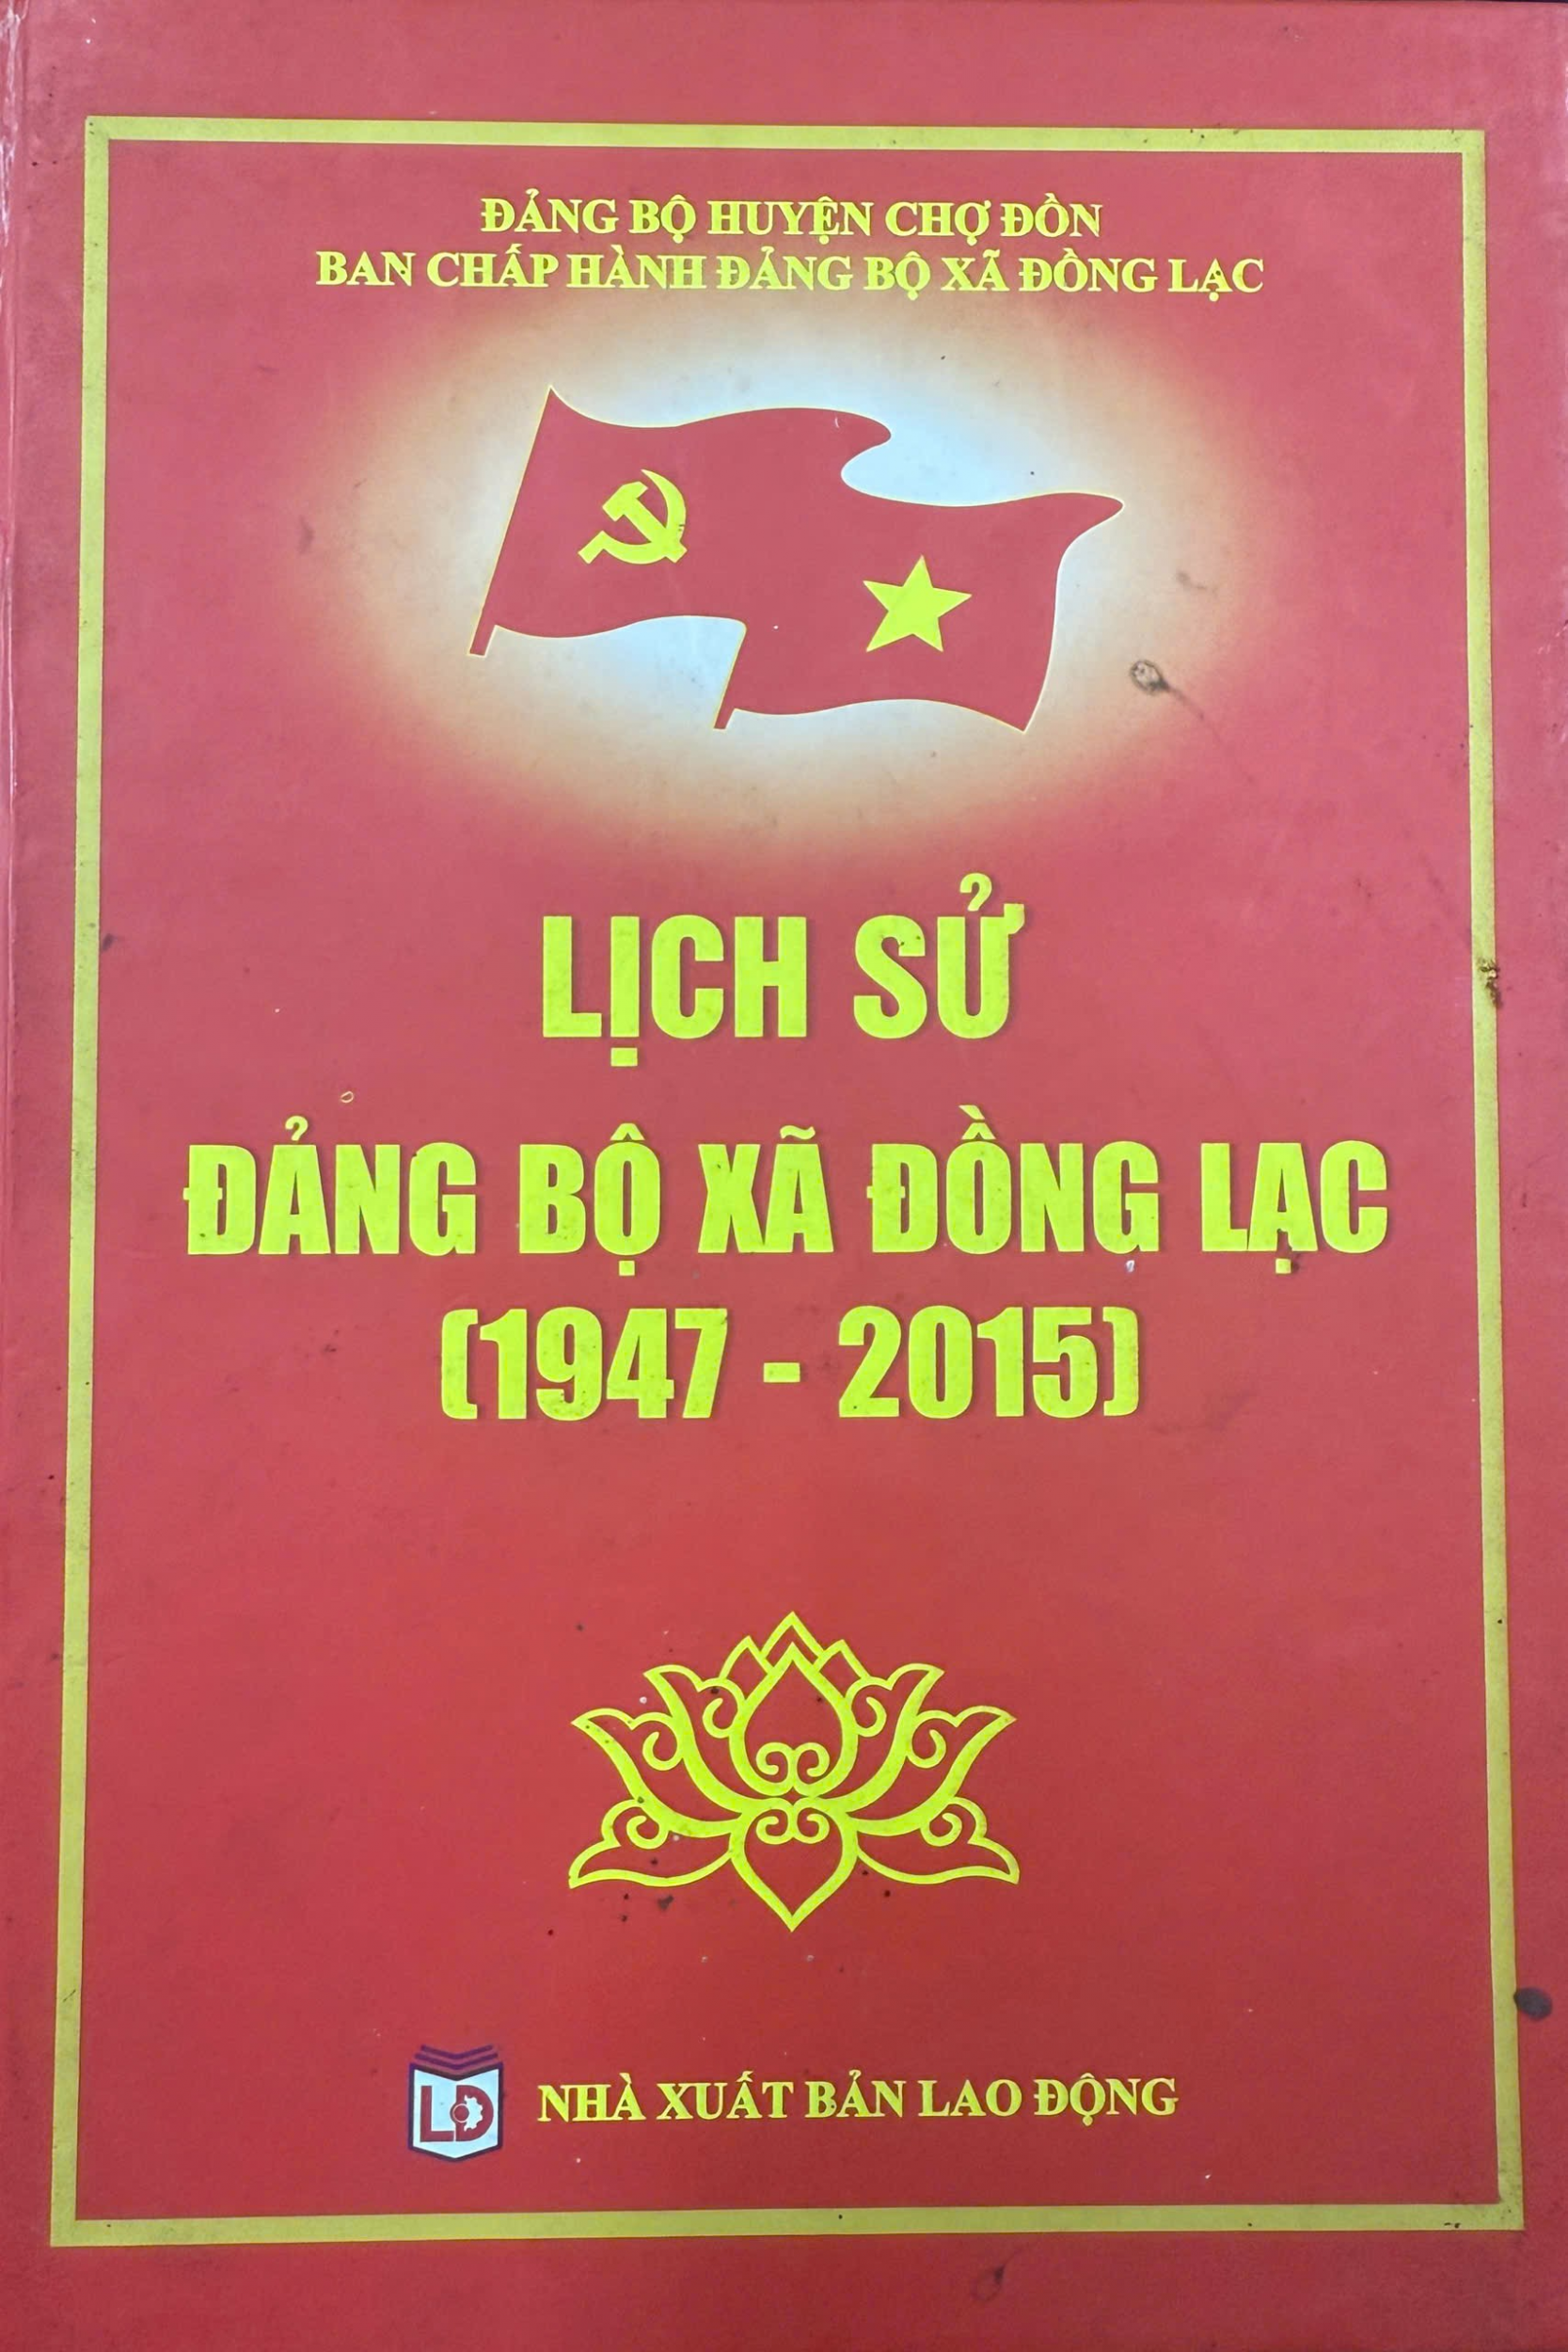 ĐẢNG BỘ HUYỆN CHỢ ĐỒN
BAN CHẤP HÀNH ĐẢNG BỘ XÃ ĐỒNG LẠC
LỊCH SỬ
ĐẢNG BỘ XÃ ĐỒNG LẠC
(1947 - 2015)
LĐ
NHÀ XUẤT BẢN LAO ĐỘNG